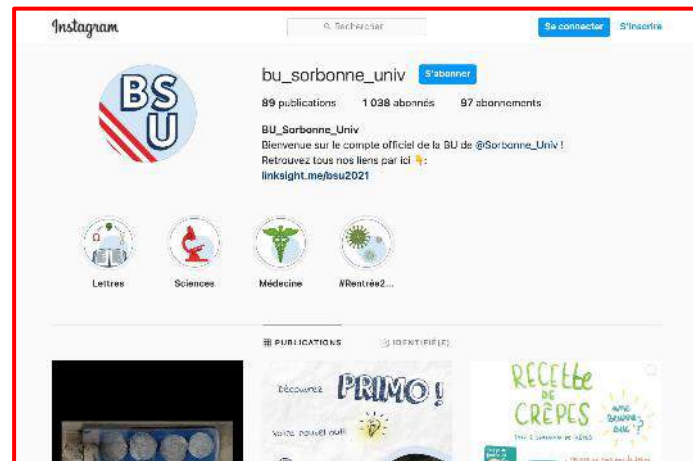 Instagram
Rechercher
Se connecter S'inscrire
BSU
bu_sorbonne_univ S'abonner
89 publications 1 038 abonnés 97 abonnements
BU_Sorbonne_Univ
Bienvenue sur le compte officiel de la BU de @Sorbonne_Univ !
Retrouvez tous nos liens par ici 👇:
linksight.me/bsu2021
Lettres Sciences Médecine #Rentrée2...
PUBLICATIONS IDENTIFIÉ(E)
Découvrez PRIMO !
votre nouvel outil
RECETTE
DE
CRÊPES